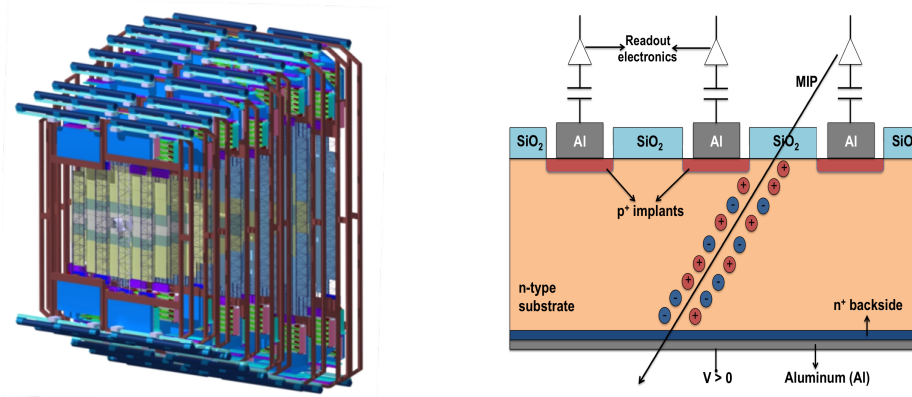 Readout
electronics
MIP
SiO2
Al
SiO2
Al
SiO2
Al
SiO
p+ implants
+
+
-
-
+
+
-
-
+
+
+
-
-
-
-
+
+
n-type
substrate
n+ backside
V > 0
Aluminum (Al)